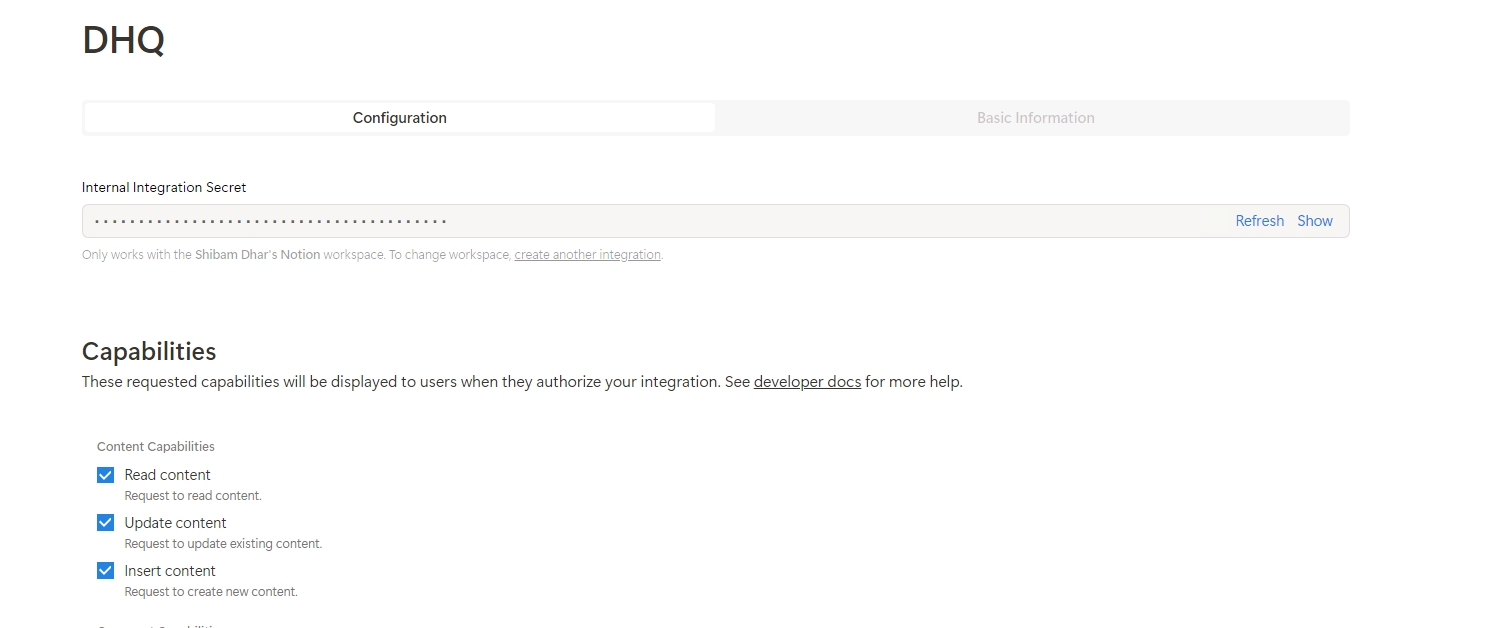 DHQ
Configuration
Basic Information
Internal Integration Secret
Refresh Show
Only works with the Shibam Dhar's Notion workspace. To change workspace, create another integration.
Capabilities
These requested capabilities will be displayed to users when they authorize your integration. See developer docs for more help.
Content Capabilities
Read content
Request to read content.
Update content
Request to update existing content.
Insert content
Request to create new content.